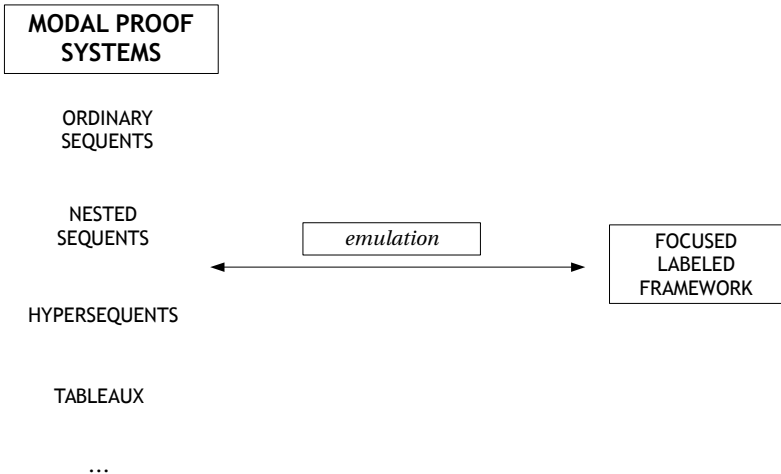 MODAL PROOF
SYSTEMS
ORDINARY
SEQUENTS
NESTED
SEQUENTS
emulation
FOCUSED
LABELED
FRAMEWORK
HYPERSEQUENTS
TABLEAUX
...